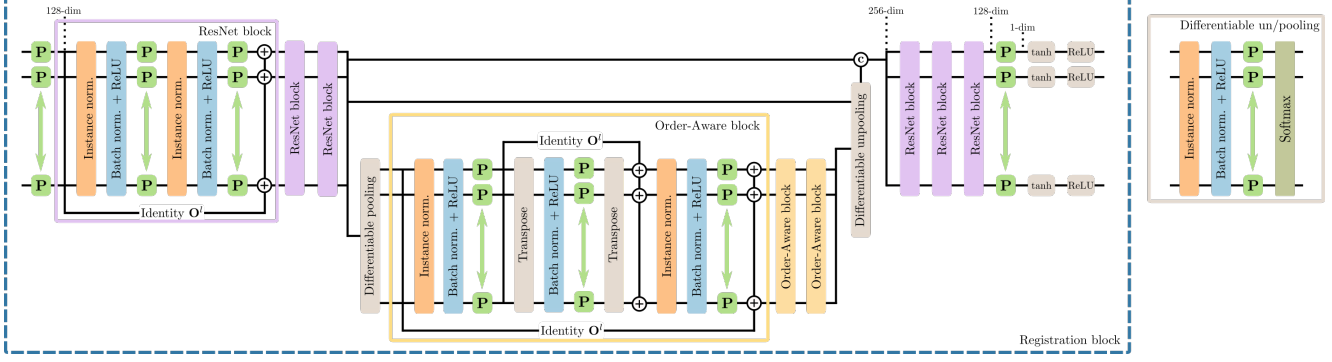 128-dim
ResNet block
P
P
P
Instance norm.
Batch norm. + ReLU
P
P
P
Instance norm.
Batch norm. + ReLU
P
P
P
Identity O^l
ResNet block
ResNet block
Differentiable pooling
Order-Aware block
Instance norm.
Batch norm. + ReLU
P
P
P
Identity O^l
Transpose
Batch norm. + ReLU
P
P
P
Transpose
Instance norm.
Batch norm. + ReLU
P
P
P
Identity O^l
Order-Aware block
Order-Aware block
c
Differentiable unpooling
256-dim
ResNet block
ResNet block
ResNet block
128-dim
P
P
P
1-dim
tanh
ReLU
tanh
ReLU
tanh
ReLU
Registration block
Differentiable un/pooling
Instance norm.
Batch norm. + ReLU
P
P
P
Softmax